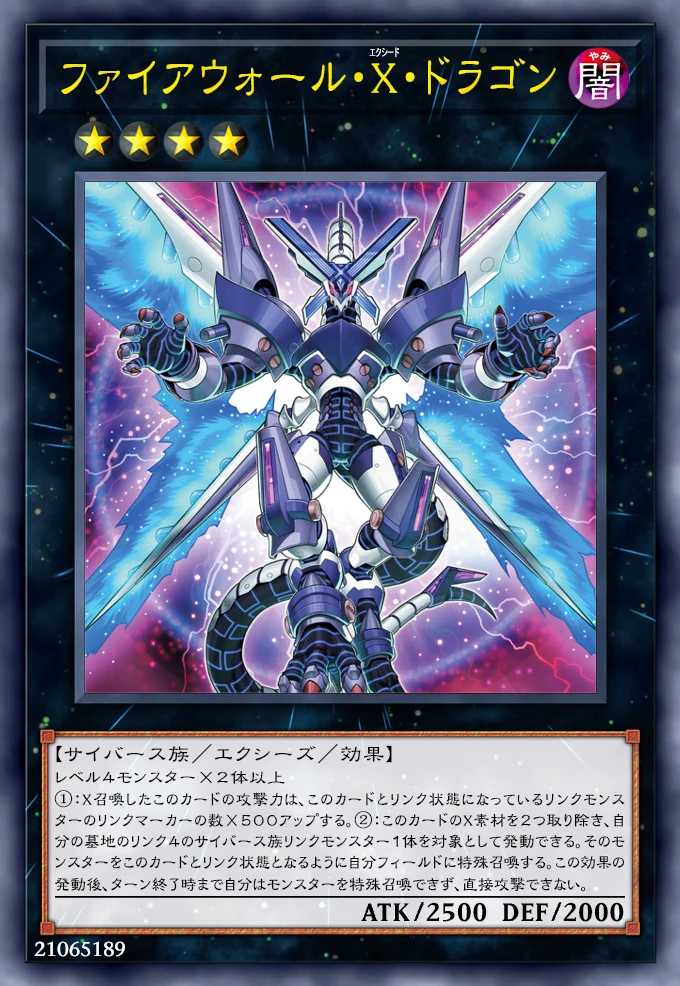 エクシード
ファイアウォール・X・ドラゴン
やみ
闇
【サイバース族／エクシーズ／効果】
レベル４モンスター×２体以上
①：X召喚したこのカードの攻撃力は、このカードとリンク状態になっているリンクモンス
ターのリンクマーカーの数×５００アップする。②：このカードのX素材を２つ取り除き、自
分の墓地のリンク４のサイバース族リンクモンスター１体を対象として発動できる。そのモ
ンスターをこのカードとリンク状態となるように自分フィールドに特殊召喚する。この効果の
発動後、ターン終了時まで自分はモンスターを特殊召喚できず、直接攻撃できない。
ATK/2500 DEF/2000
21065189